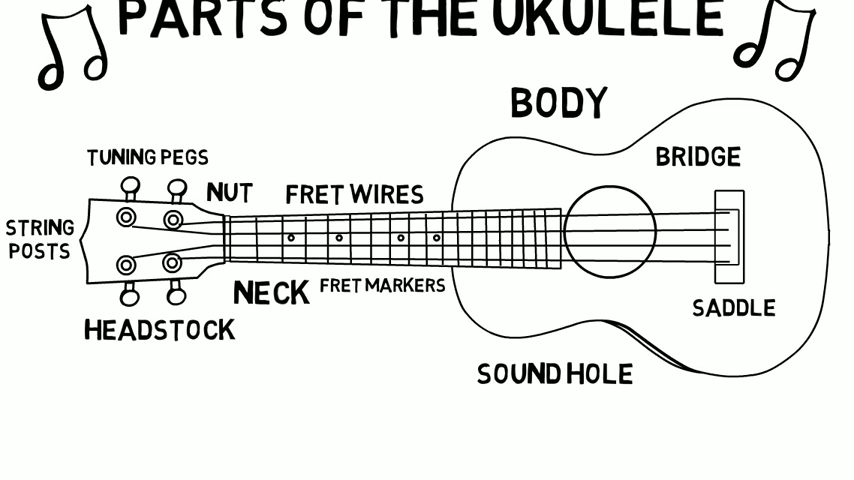 PARTS OF THE UKULELE
BODY
TUNING PEGS
BRIDGE
NUT
FRET WIRES
STRING
POSTS
NECK
FRET MARKERS
SADDLE
HEADSTOCK
SOUND HOLE